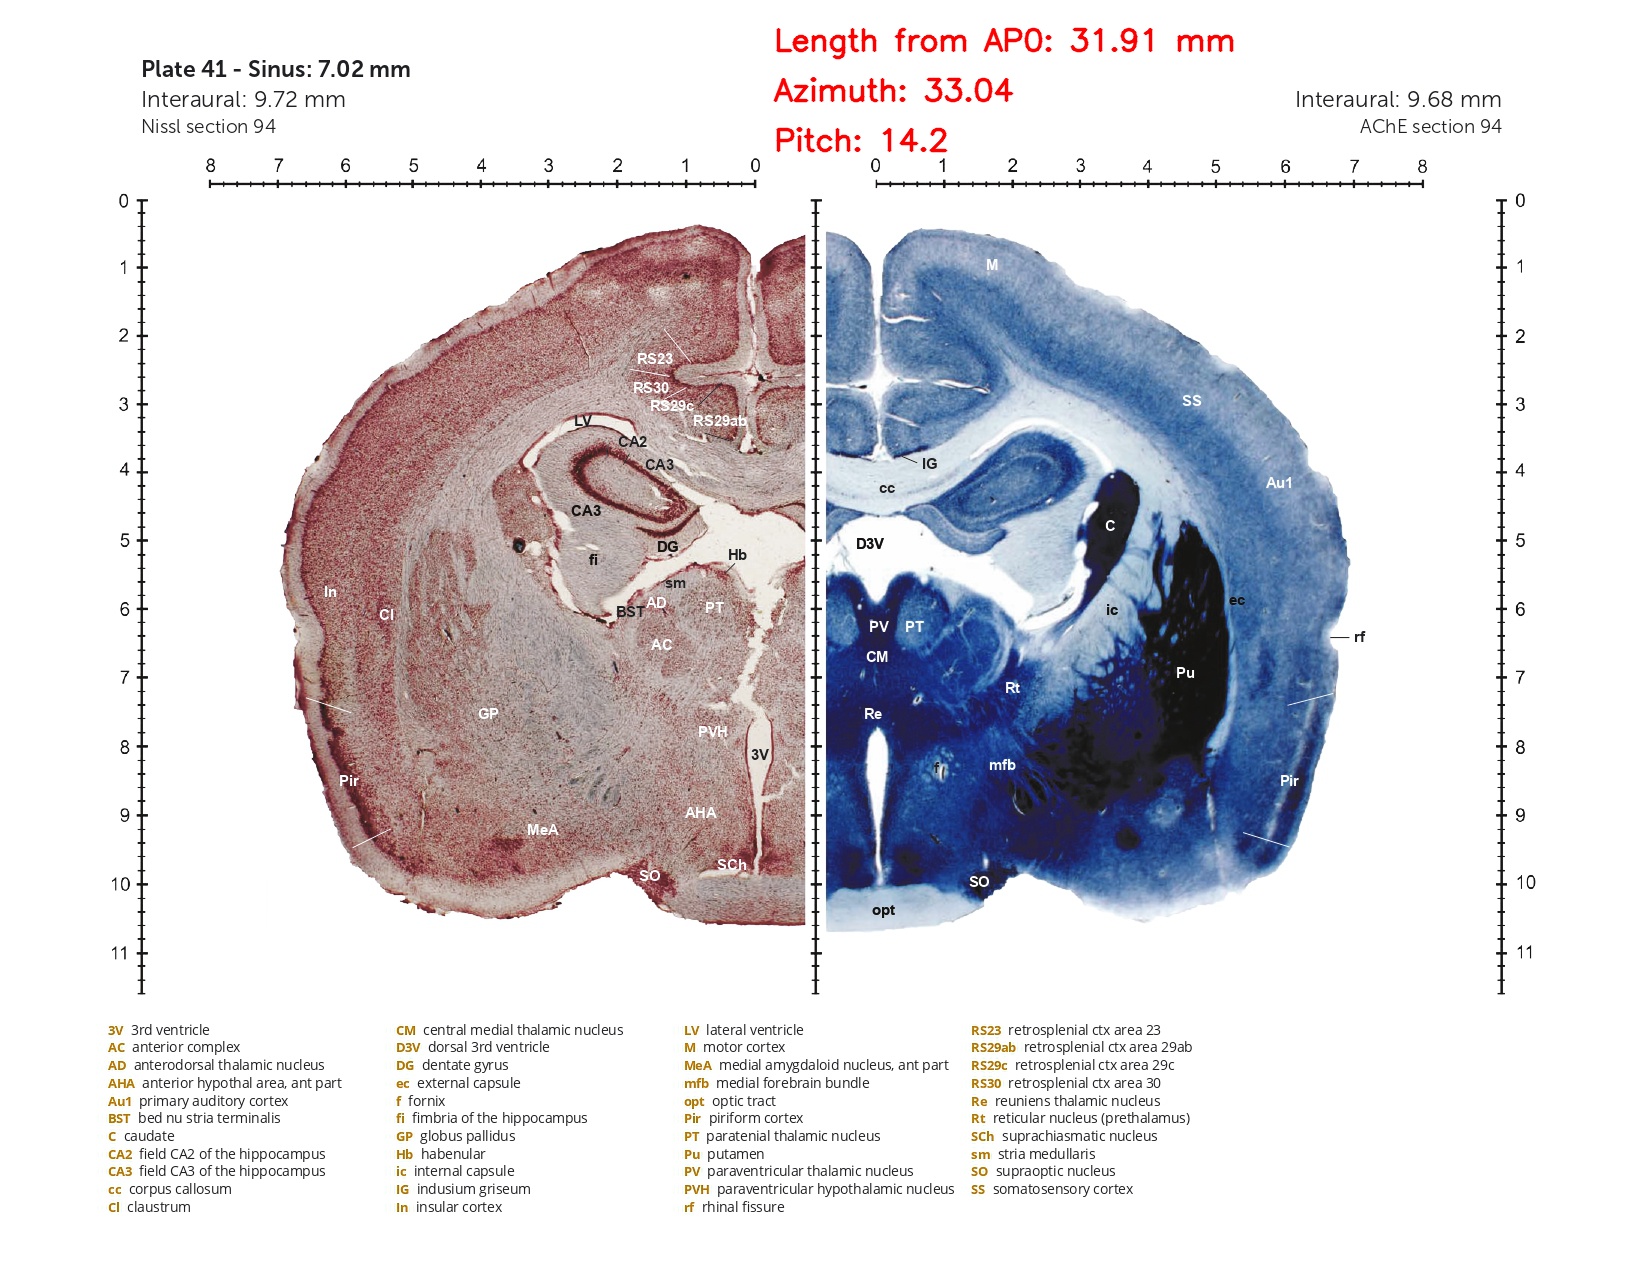 Length from AP0: 31.91 mm
Plate 41 - Sinus: 7.02 mm
Azimuth: 33.04
Interaural: 9.72 mm
Interaural: 9.68 mm
Nissl section 94
AChE section 94
Pitch: 14.2
8 7 6 5 4 3 2 1 0
0 1 2 3 4 5 6 7 8
0
1
2
3
4
5
6
7
8
9
10
11
RS23
RS30
RS29c
RS29ab
LV
CA2
CA3
CA3
DG
Hb
fi
sm
BST
AD
PT
AC
In
Cl
GP
PVH
3V
Pir
AHA
MeA
SCh
SO
M
SS
IG
cc
Au1
C
D3V
ec
ic
PV
PT
rf
CM
Pu
Rt
Re
f
mfb
Pir
SO
opt
0
1
2
3
4
5
6
7
8
9
10
11
3V 3rd ventricle
AC anterior complex
AD anterodorsal thalamic nucleus
AHA anterior hypothal area, ant part
Au1 primary auditory cortex
BST bed nu stria terminalis
C caudate
CA2 field CA2 of the hippocampus
CA3 field CA3 of the hippocampus
cc corpus callosum
Cl claustrum
CM central medial thalamic nucleus
D3V dorsal 3rd ventricle
DG dentate gyrus
ec external capsule
f fornix
fi fimbria of the hippocampus
GP globus pallidus
Hb habenular
ic internal capsule
IG indusium griseum
In insular cortex
LV lateral ventricle
M motor cortex
MeA medial amygdaloid nucleus, ant part
mfb medial forebrain bundle
opt optic tract
Pir piriform cortex
PT paratenial thalamic nucleus
Pu putamen
PV paraventricular thalamic nucleus
PVH paraventricular hypothalamic nucleus
rf rhinal fissure
RS23 retrosplenial ctx area 23
RS29ab retrosplenial ctx area 29ab
RS29c retrosplenial ctx area 29c
RS30 retrosplenial ctx area 30
Re reuniens thalamic nucleus
Rt reticular nucleus (prethalamus)
SCh suprachiasmatic nucleus
sm stria medullaris
SO supraoptic nucleus
SS somatosensory cortex